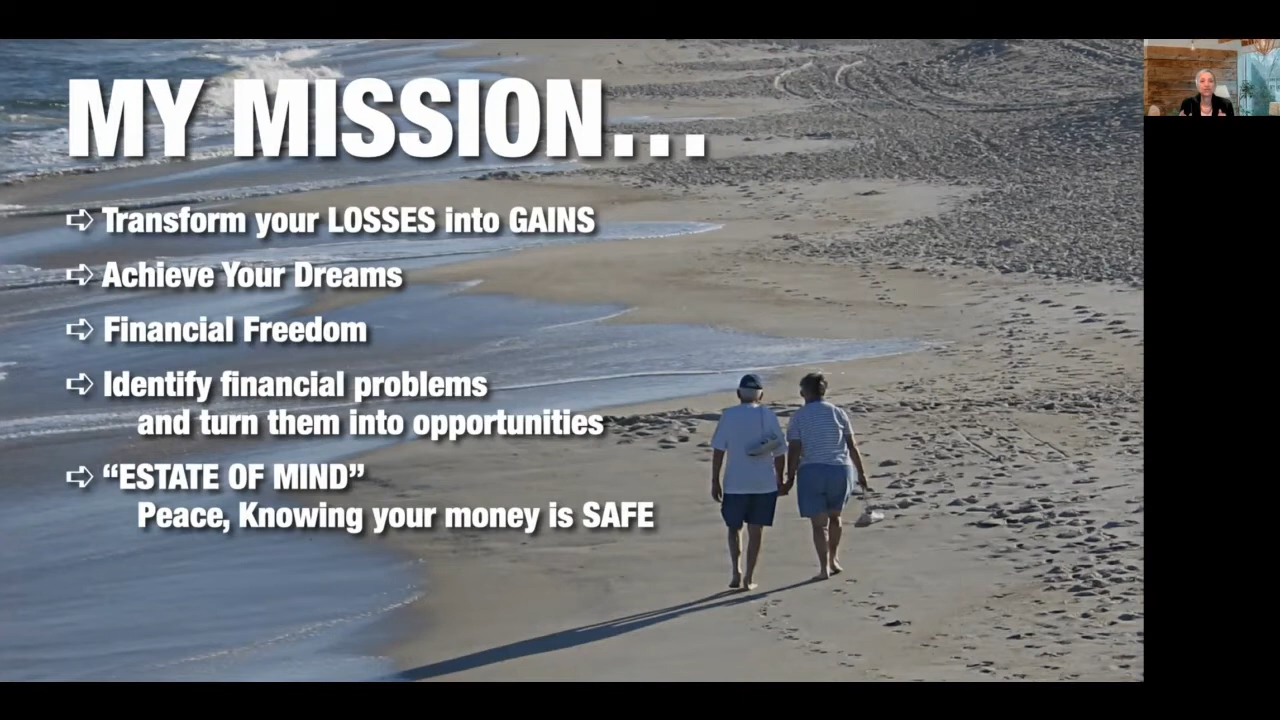 MY MISSION...
➩ Transform your LOSSES into GAINS
➩ Achieve Your Dreams
➩ Financial Freedom
➩ Identify financial problems
and turn them into opportunities
➩ “ESTATE OF MIND”
Peace, Knowing your money is SAFE